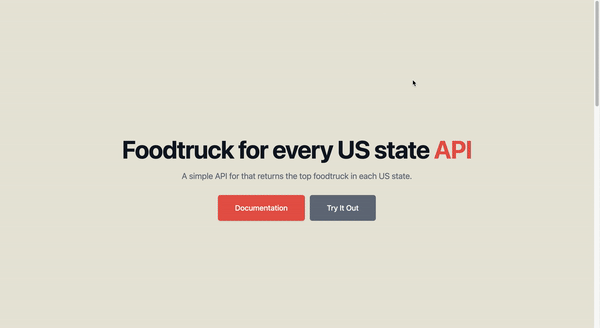 Foodtruck for every US state API
A simple API for that returns the top foodtruck in each US state.
Documentation
Try It Out